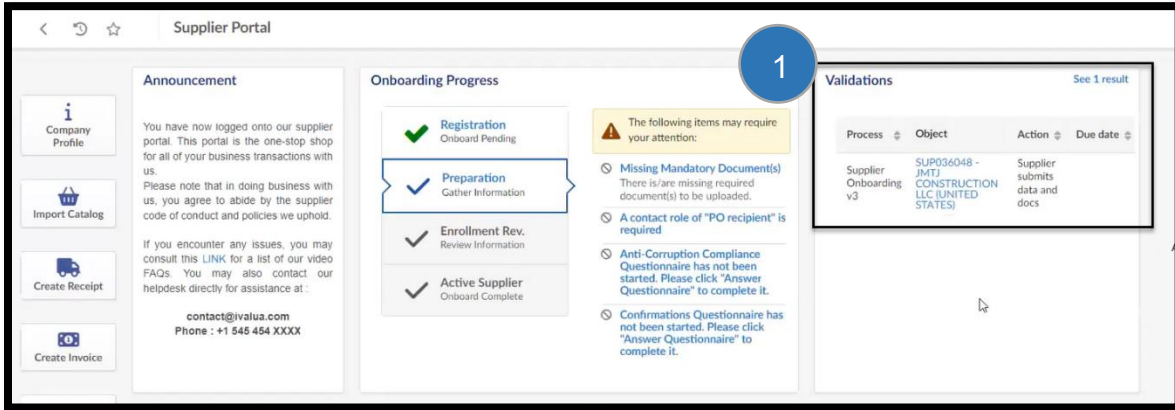 Supplier Portal
1
i
Company
Profile
Import Catalog
Create Receipt
Create Invoice
Announcement
You have now logged onto our supplier
portal. This portal is the one-stop shop
for all of your business transactions with
us.
Please note that in doing business with
us, you agree to abide by the supplier
code of conduct and policies we uphold.
If you encounter any issues, you may
consult this LINK for a list of our video
FAQs. You may also contact our
helpdesk directly for assistance at :
contact@ivalua.com
Phone : +1 545 454 XXXX
Onboarding Progress
Registration
Onboard Pending
Preparation
Gather Information
Enrollment Rev.
Review Information
Active Supplier
Onboard Complete
The following items may require
your attention:
Missing Mandatory Document(s)
There is/are missing required
document(s) to be uploaded.
A contact role of "PO recipient" is
required
Anti-Corruption Compliance
Questionnaire has not been
started. Please click "Answer
Questionnaire" to complete it.
Confirmations Questionnaire has
not been started. Please click
"Answer Questionnaire" to
complete it.
Validations
See 1 result
Process Object Action Due date
Supplier
Onboarding
v3
SUP036048 -
JMTJ
CONSTRUCTION
LLC (UNITED
STATES)
Supplier
submits
data and
docs